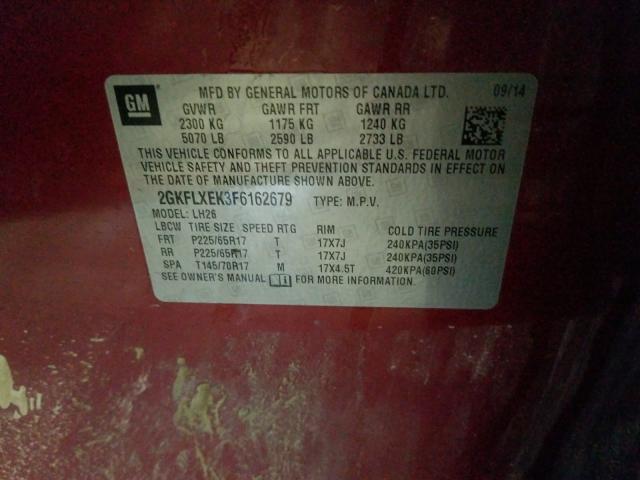 GM
MFD BY GENERAL MOTORS OF CANADA LTD. 09/14
GVWR GAWR FRT GAWR RR
2300 KG 1175 KG 1240 KG
5070 LB 2590 LB 2733 LB
THIS VEHICLE CONFORMS TO ALL APPLICABLE U.S. FEDERAL MOTOR
VEHICLE SAFETY AND THEFT PREVENTION STANDARDS IN EFFECT ON
THE DATE OF MANUFACTURE SHOWN ABOVE.
2GKFLXEK3F6162679 TYPE: M.P.V.
MODEL: LH26
LBCW TIRE SIZE SPEED RTG RIM COLD TIRE PRESSURE
FRT P225/65R17 T 17X7J 240KPA(35PSI)
RR P225/65R17 T 17X7J 240KPA(35PSI)
SPA T145/70R17 M 17X4.5T 420KPA(60PSI)
SEE OWNER'S MANUAL FOR MORE INFORMATION.